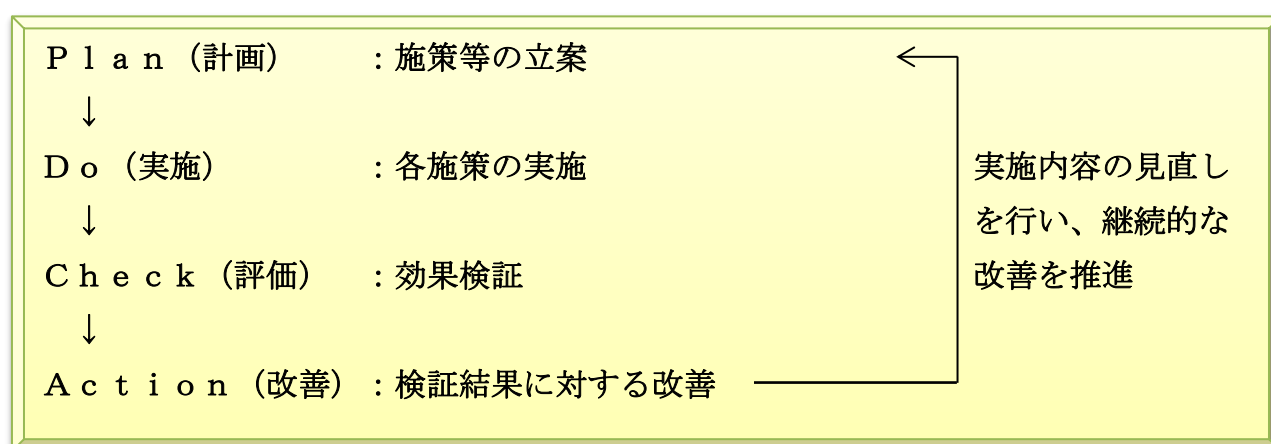 Ｐｌａｎ（計画）　：施策等の立案
↓
Ｄｏ（実施）　：各施策の実施
↓
Ｃｈｅｃｋ（評価）　：効果検証
↓
Ａｃｔｉｏｎ（改善）：検証結果に対する改善
実施内容の見直し
を行い、継続的な
改善を推進